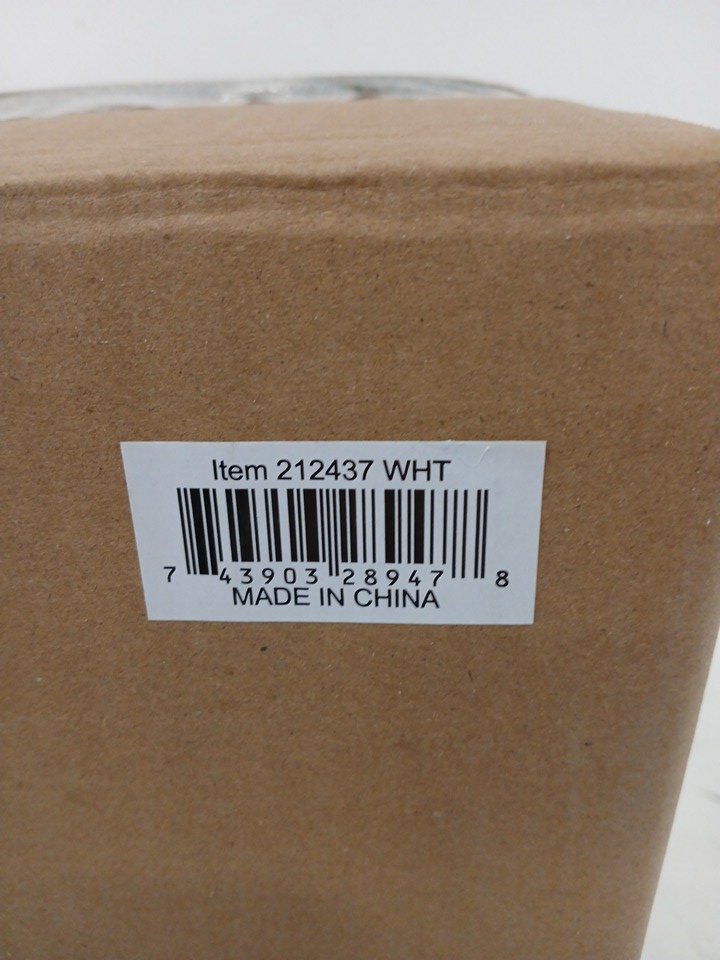 Item 212437 WHT
7 43903 28947 8
MADE IN CHINA